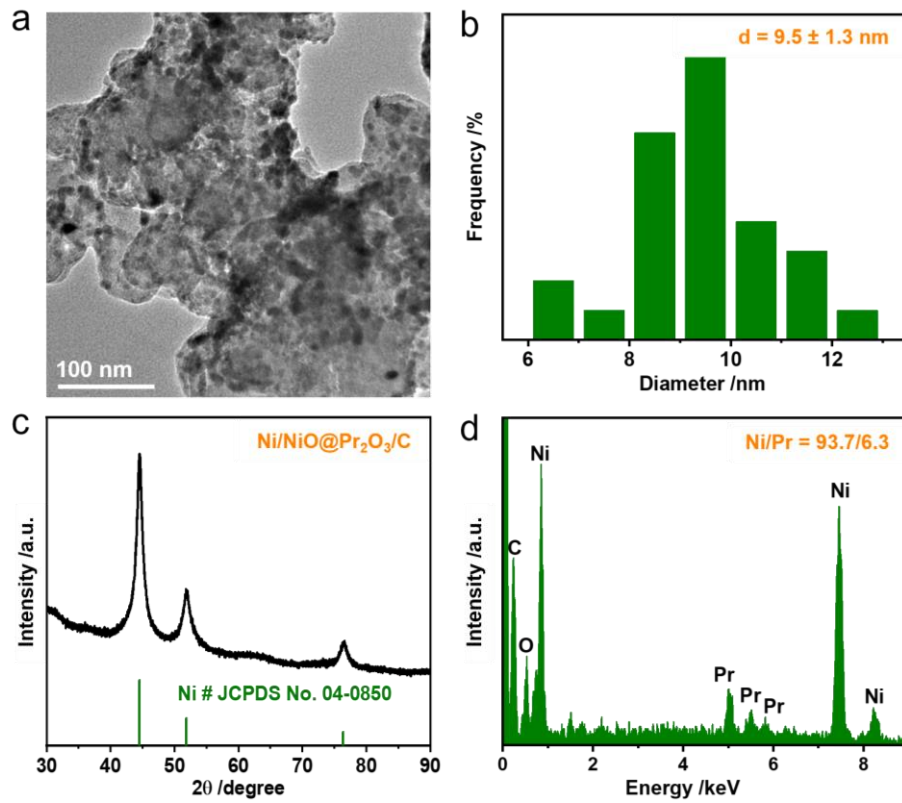 a
100 nm
b
d = 9.5 ± 1.3 nm
Frequency /%
6 8 10 12
Diameter /nm
c
Ni/NiO@Pr₂O₃/C
Intensity /a.u.
Ni # JCPDS No. 04-0850
30 40 50 60 70 80 90
2θ /degree
d
Ni/Pr = 93.7/6.3
Intensity /a.u.
C
O
Ni
Pr
Pr
Pr
Ni
Ni
0 2 4 6 8
Energy /keV